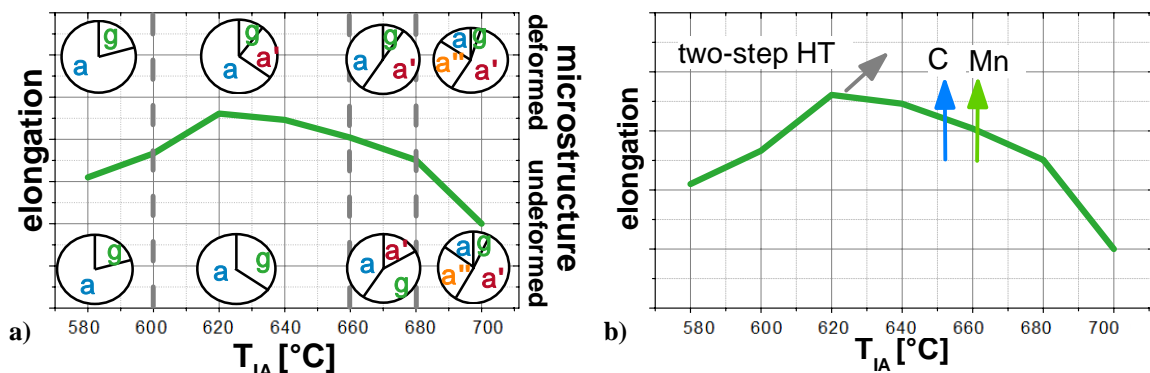 elongation
g
a
g
a'
a
g
a
a'
a
g
a"
a'
microstructure
deformed
undeformed
g
a
g
a
a'
a
g
a
g
a"
a'
580 600 620 640 660 680 700
T_IA [°C]
a)
two-step HT
C
Mn
elongation
580 600 620 640 660 680 700
T_IA [°C]
b)